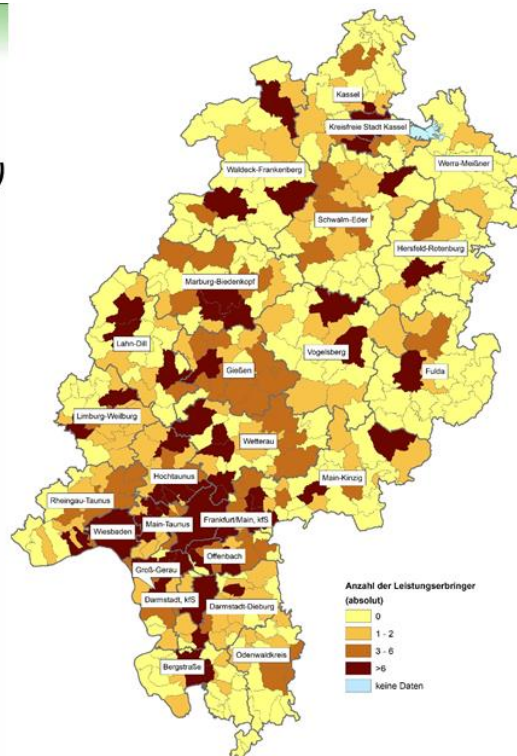 Kassel
Kreisfreie Stadt Kassel
Werra-Meißner
Waldeck-Frankenberg
Schwalm-Eder
Hersfeld-Rotenburg
Marburg-Biedenkopf
Lahn-Dill
Vogelsberg
Gießen
Fulda
Limburg-Weilburg
Wetterau
Hochtaunus
Main-Kinzig
Rheingau-Taunus
Main-Taunus
Frankfurt/Main, kfS
Wiesbaden
Offenbach
Groß-Gerau
Darmstadt, kfS
Darmstadt-Dieburg
Odenwaldkreis
Bergstraße
Anzahl der Leistungserbringer
(absolut)
0
1 - 2
3 - 6
>6
keine Daten